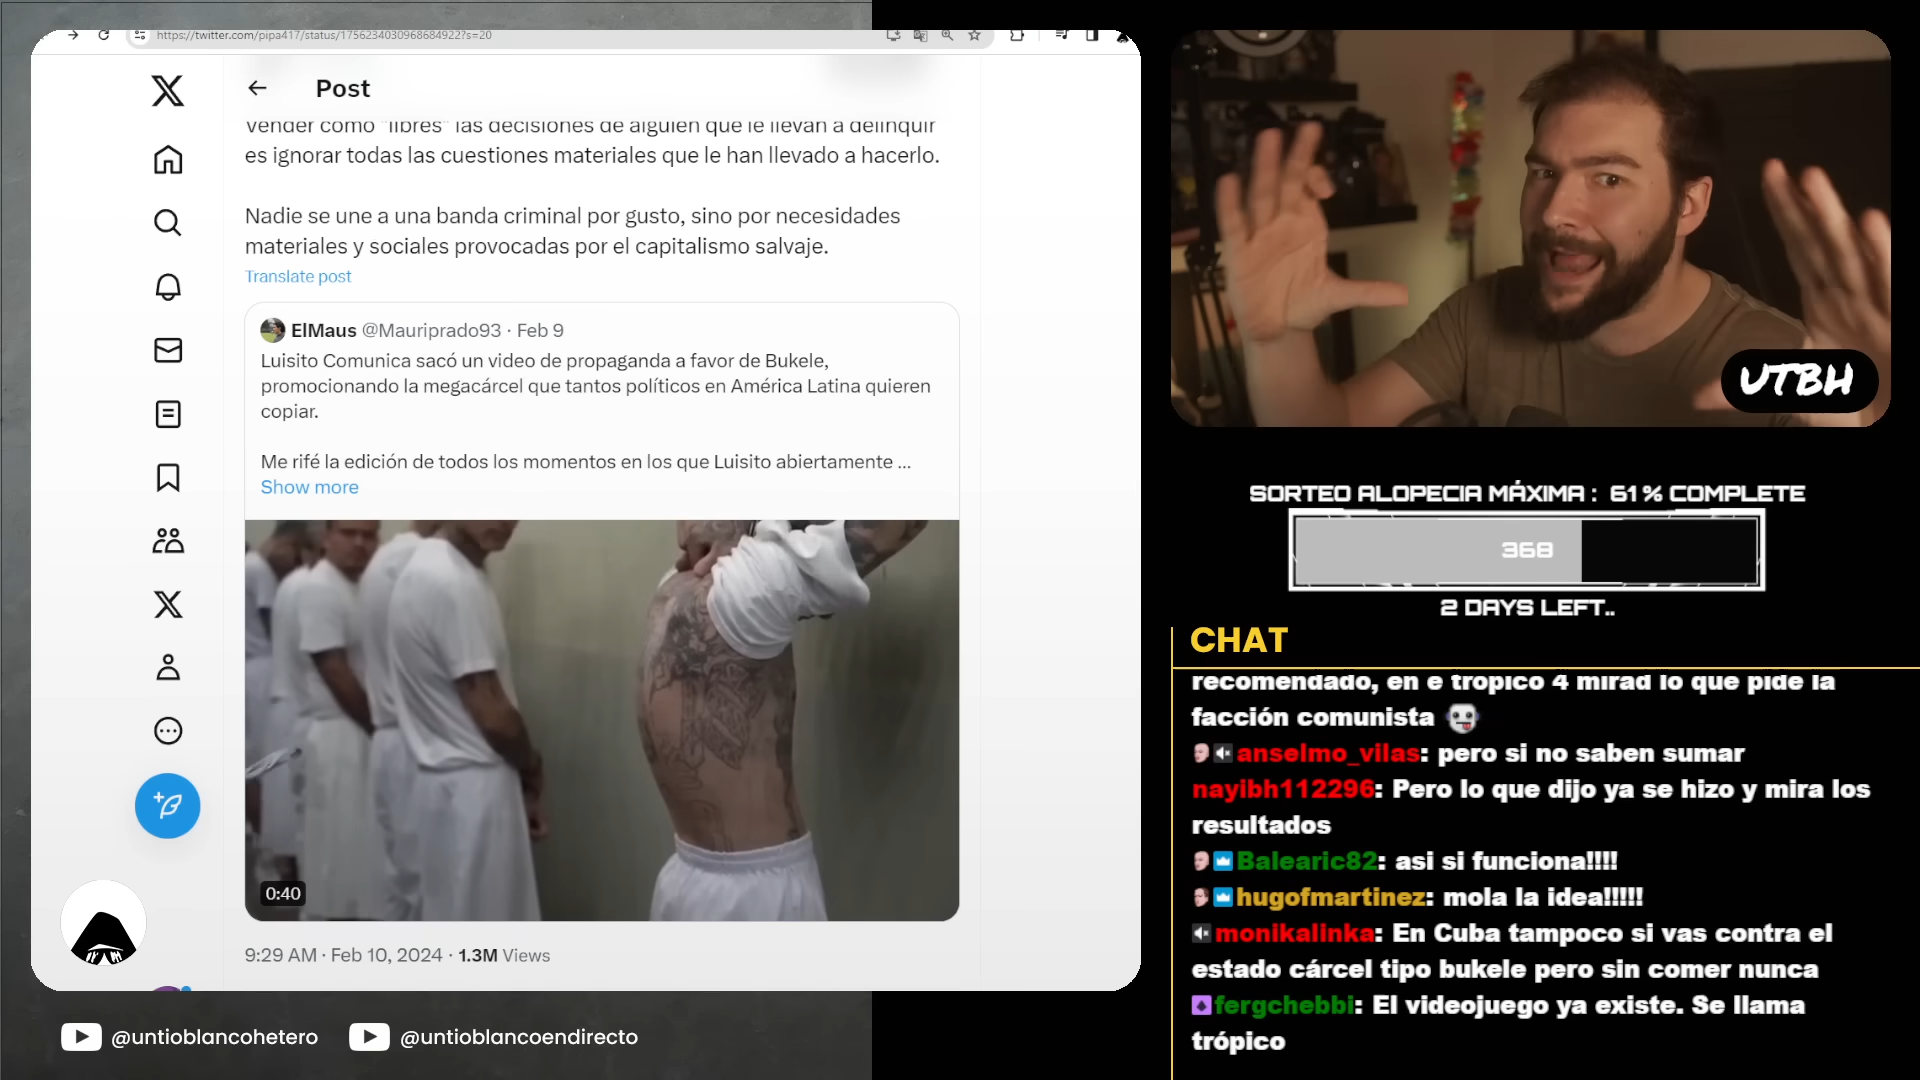 https://twitter.com/pipa417/status/1756234030968684922?s=20
Post
Vender como "libres" las decisiones de alguien que le llevan a delinquir
es ignorar todas las cuestiones materiales que le han llevado a hacerlo.
Nadie se une a una banda criminal por gusto, sino por necesidades
materiales y sociales provocadas por el capitalismo salvaje.
Translate post
ElMaus @Mauriprado93 · Feb 9
Luisito Comunica sacó un video de propaganda a favor de Bukele,
promocionando la megacárcel que tantos políticos en América Latina quieren
copiar.
Me rifé la edición de todos los momentos en los que Luisito abiertamente ...
Show more
0:40
9:29 AM · Feb 10, 2024 · 1.3M Views
@untioblancohetero
@untioblancoendirecto
UTBH
SORTEO ALOPECIA MÁXIMA : 61% COMPLETE
368
2 DAYS LEFT..
CHAT
recomendado, en e tropico 4 mirad lo que pide la
facción comunista
anselmo_vilas: pero si no saben sumar
nayibh112296: Pero lo que dijo ya se hizo y mira los
resultados
Balearic82: asi si funciona!!!!
hugofmartinez: mola la idea!!!!!
monikalinka: En Cuba tampoco si vas contra el
estado cárcel tipo bukele pero sin comer nunca
fergchebbi: El videojuego ya existe. Se llama
trópico